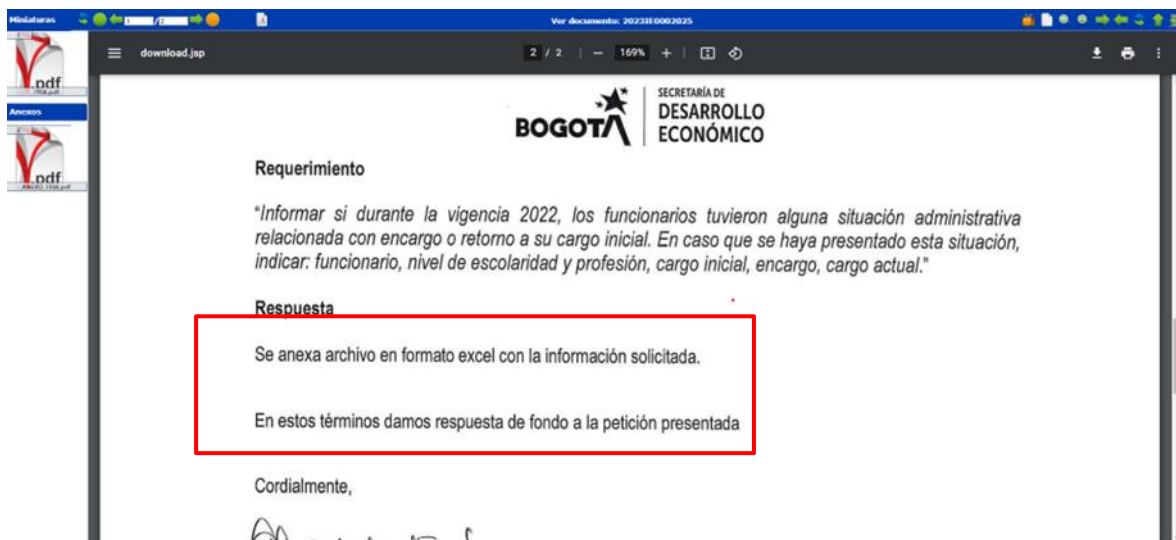 Miniaturas
1 /2
Ver documento: 2023IE0002025
.pdf
Anexos
.pdf
download.jsp
2 / 2 | − 169% + |
BOGOTÁ
SECRETARÍA DE
DESARROLLO
ECONÓMICO
Requerimiento
“Informar si durante la vigencia 2022, los funcionarios tuvieron alguna situación administrativa
relacionada con encargo o retorno a su cargo inicial. En caso que se haya presentado esta situación,
indicar: funcionario, nivel de escolaridad y profesión, cargo inicial, encargo, cargo actual.”
Respuesta
Se anexa archivo en formato excel con la información solicitada.
En estos términos damos respuesta de fondo a la petición presentada
Cordialmente,